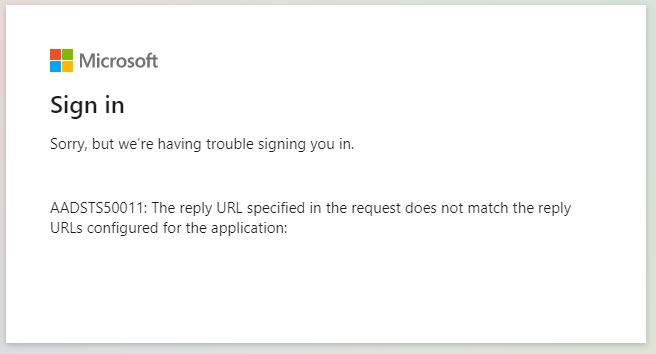 Microsoft
Sign in
Sorry, but we’re having trouble signing you in.
AADSTS50011: The reply URL specified in the request does not match the reply
URLs configured for the application: